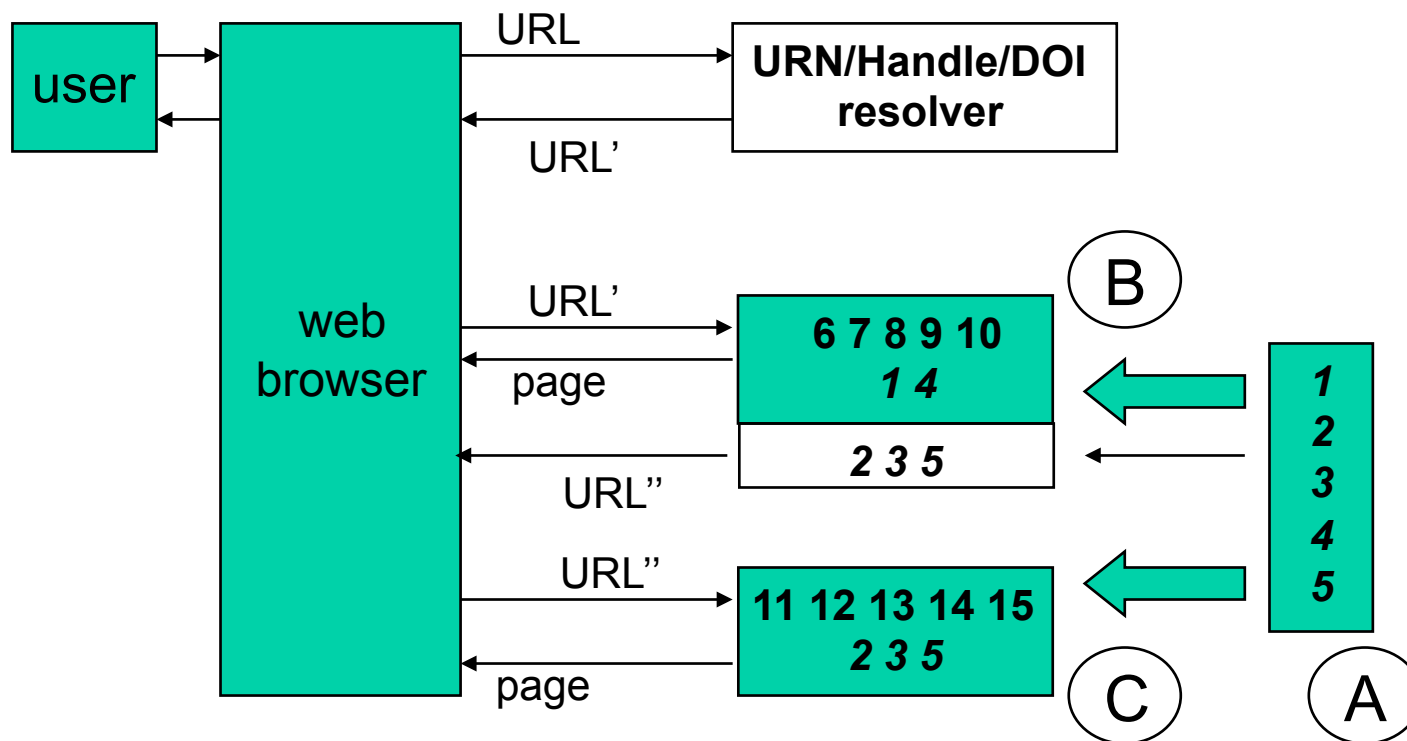 user
web
browser
URL
URN/Handle/DOI
resolver
URL’
URL’
page
6 7 8 9 10
1 4
2 3 5
URL’’
URL’’
11 12 13 14 15
2 3 5
page
B
1
2
3
4
5
C
A